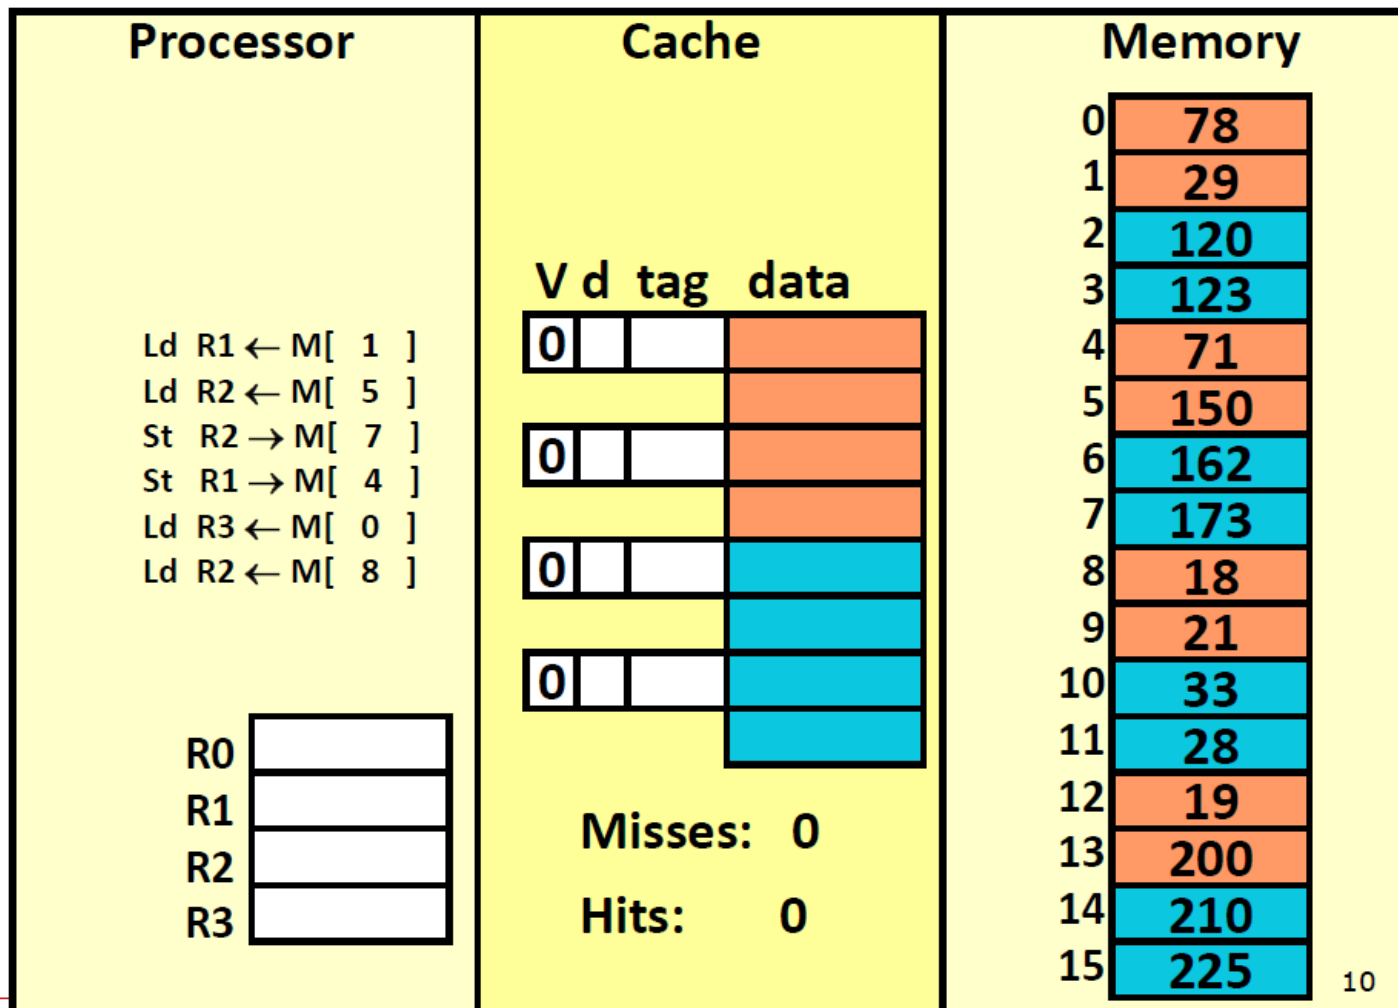 Processor
Ld R1 ← M[ 1 ]
Ld R2 ← M[ 5 ]
St R2 → M[ 7 ]
St R1 → M[ 4 ]
Ld R3 ← M[ 0 ]
Ld R2 ← M[ 8 ]
R0
R1
R2
R3
Cache
V d tag data
0
0
0
0
Misses: 0
Hits: 0
Memory
0 78
1 29
2 120
3 123
4 71
5 150
6 162
7 173
8 18
9 21
10 33
11 28
12 19
13 200
14 210
15 225
10